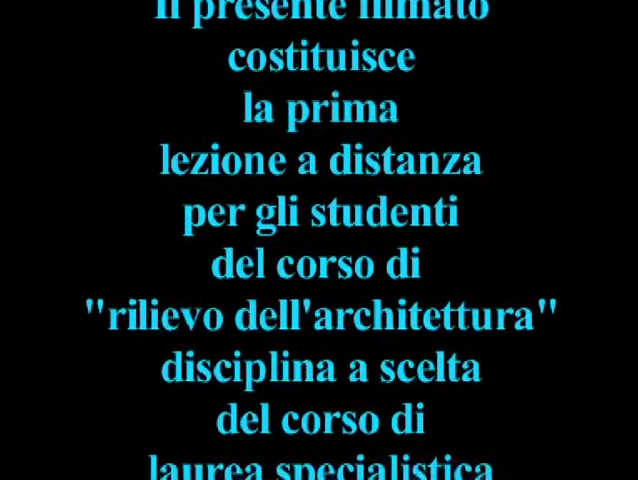 Il presente filmato
costituisce
la prima
lezione a distanza
per gli studenti
del corso di
"rilievo dell'architettura"
disciplina a scelta
del corso di
laurea specialistica